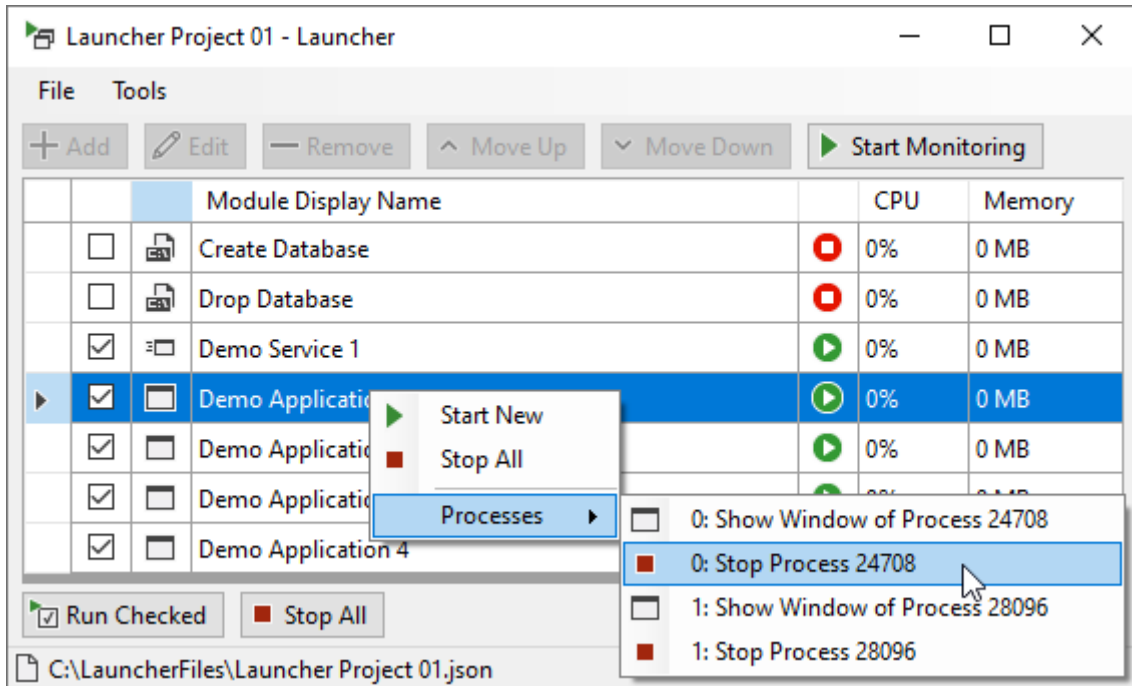 Launcher Project 01 - Launcher
File Tools
Add Edit Remove Move Up Move Down Start Monitoring
Module Display Name CPU Memory
Create Database 0% 0 MB
Drop Database 0% 0 MB
Demo Service 1 0% 0 MB
Demo 0% 0 MB
Start New
Demo 0% 0 MB
Stop All
Demo
Processes
0: Show Window of Process 24708
Demo Application 4
0: Stop Process 24708
1: Show Window of Process 28096
Run Checked Stop All
1: Stop Process 28096
C:\LauncherFiles\Launcher Project 01.json